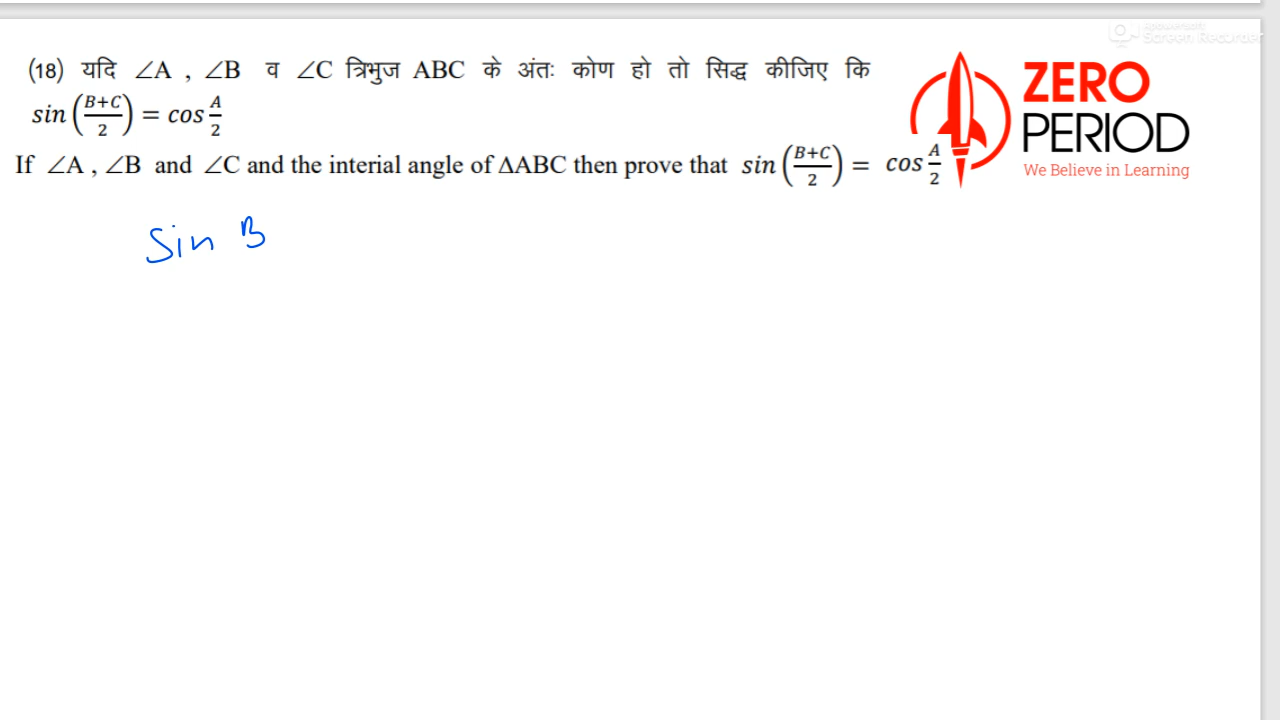 Apowersoft
Screen Recorder
(18) यदि ∠A , ∠B व ∠C त्रिभुज ABC के अंतः कोण हो तो सिद्ध कीजिए कि
sin (B+C/2) = cos A/2
If ∠A , ∠B and ∠C and the interial angle of ΔABC then prove that sin (B+C/2) = cos A/2
ZERO
PERIOD
We Believe in Learning
Sin B